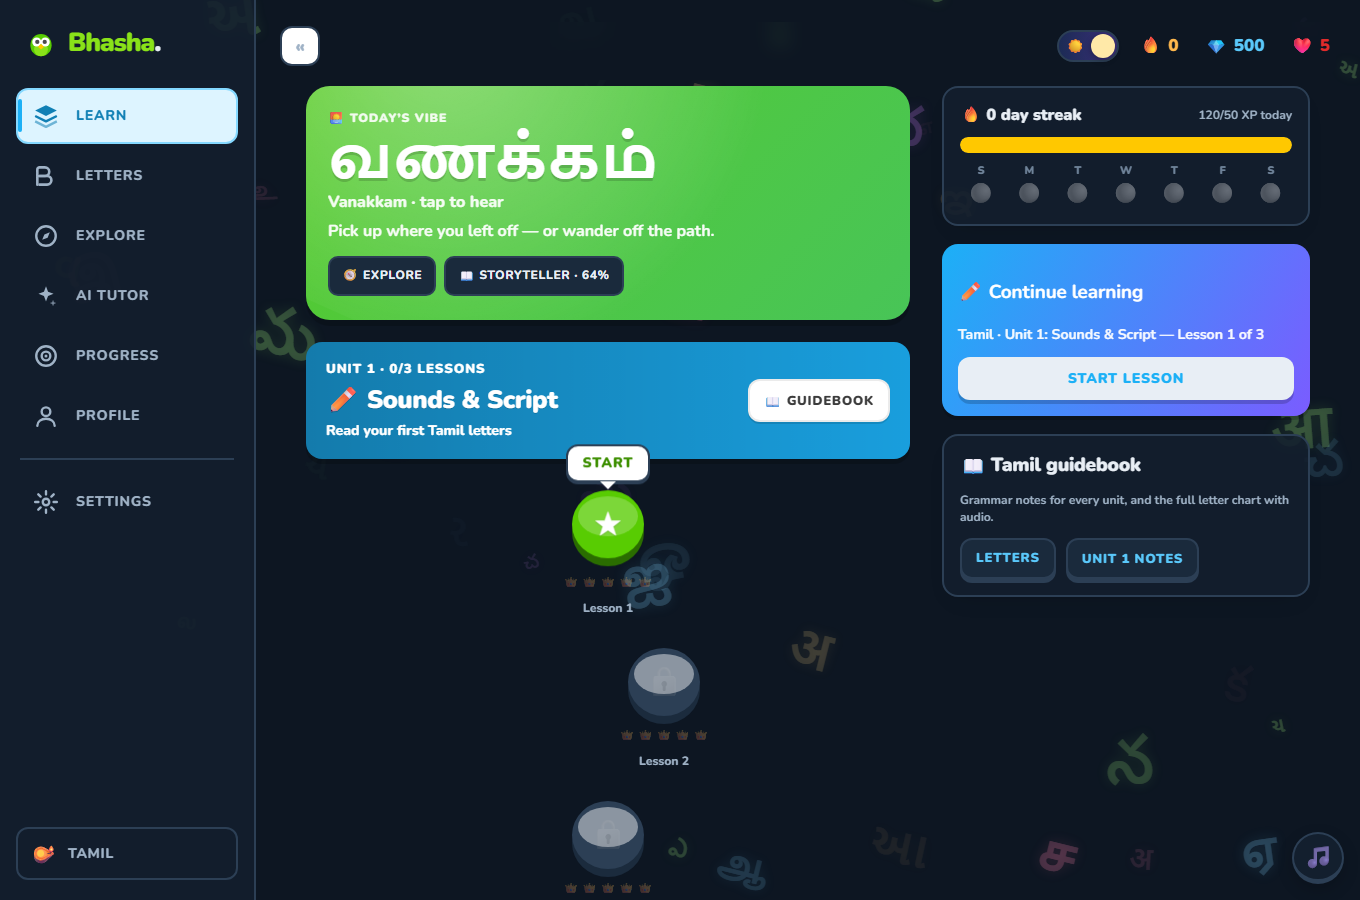 Bhasha.
LEARN
LETTERS
EXPLORE
AI TUTOR
PROGRESS
PROFILE
SETTINGS
TAMIL
«
0
500
5
TODAY'S VIBE
வணக்கம்
Vanakkam · tap to hear
Pick up where you left off — or wander off the path.
EXPLORE
STORYTELLER · 64%
UNIT 1 · 0/3 LESSONS
Sounds & Script
Read your first Tamil letters
GUIDEBOOK
START
Lesson 1
Lesson 2
0 day streak
120/50 XP today
S M T W T F S
Continue learning
Tamil · Unit 1: Sounds & Script — Lesson 1 of 3
START LESSON
Tamil guidebook
Grammar notes for every unit, and the full letter chart with
audio.
LETTERS
UNIT 1 NOTES
ஐ
अ
आ
న
ચ
આ
ச
अ
ஏ
ஆ